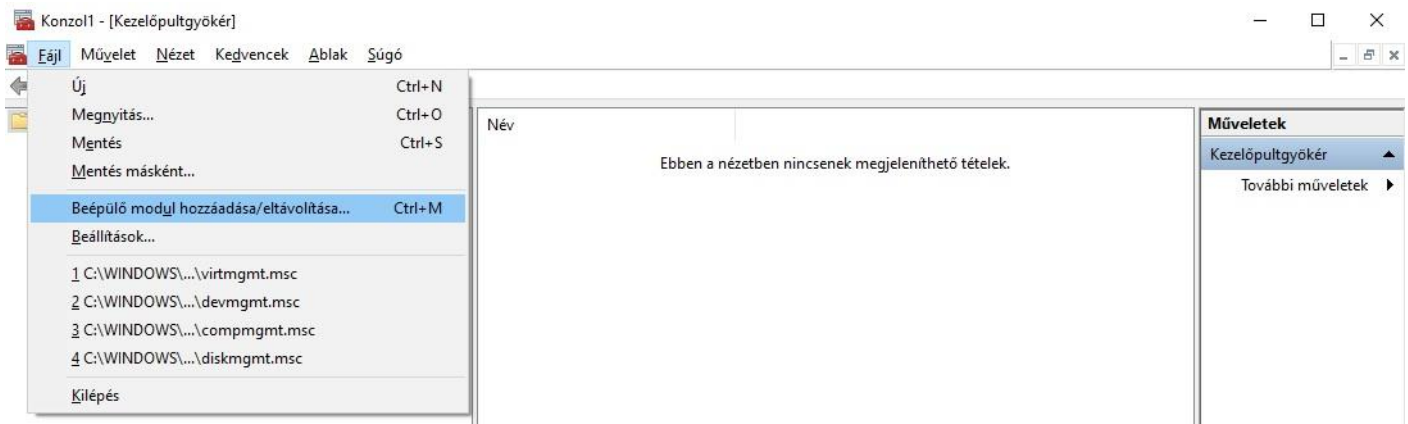 Konzol1 - [Kezelőpultgyökér]
Fájl Művelet Nézet Kedvencek Ablak Súgó
Új Ctrl+N
Megnyitás... Ctrl+O
Mentés Ctrl+S
Mentés másként...
Beépülő modul hozzáadása/eltávolítása... Ctrl+M
Beállítások...
1 C:\WINDOWS\...\virtmgmt.msc
2 C:\WINDOWS\...\devmgmt.msc
3 C:\WINDOWS\...\compmgmt.msc
4 C:\WINDOWS\...\diskmgmt.msc
Kilépés
Név
Ebben a nézetben nincsenek megjeleníthető tételek.
Műveletek
Kezelőpultgyökér
További műveletek